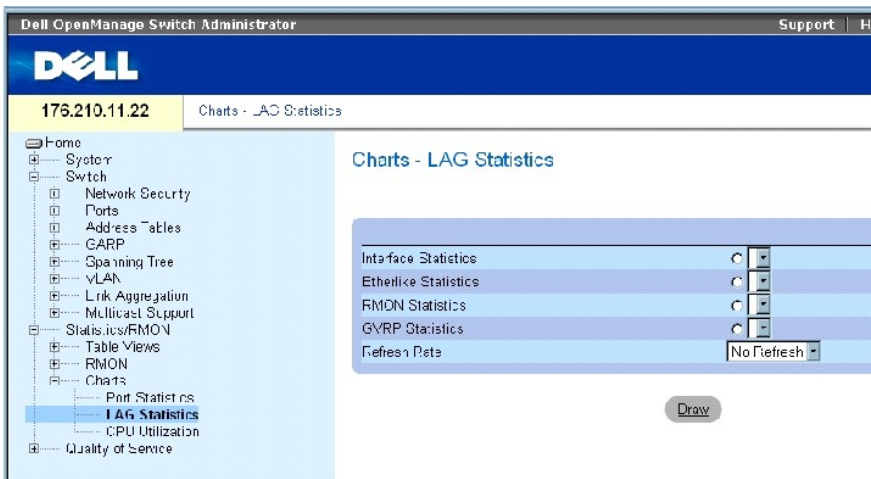 Dell OpenManage Switch Administrator
Support | H
DELL
176.210.11.22
Charts - LAG Statistics
Home
System
Switch
Network Security
Ports
Address Tables
GARP
Spanning Tree
VLAN
Link Aggregation
Multicast Support
Statistics/RMON
Table Views
RMON
Charts
Port Statistics
LAG Statistics
CPU Utilization
Quality of Service
Charts - LAG Statistics
Interface Statistics
Etherlike Statistics
RMON Statistics
GVRP Statistics
Refresh Rate
No Refresh
Draw